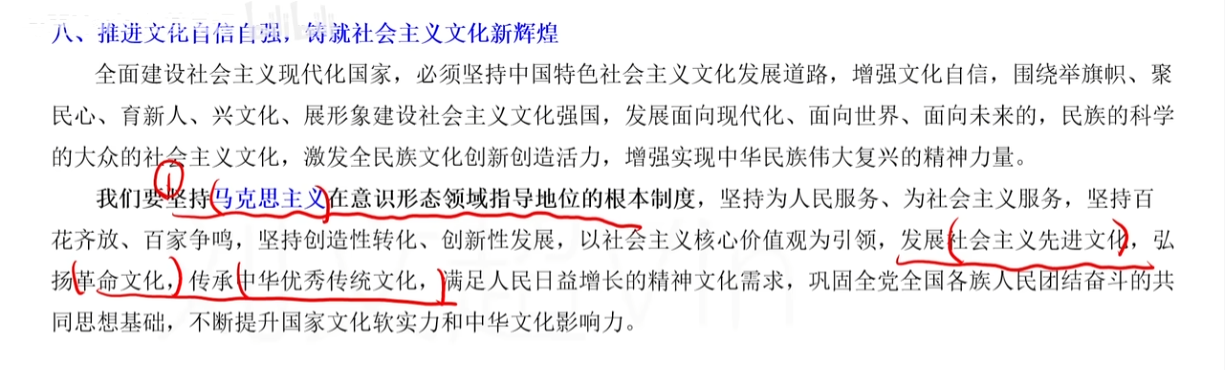 八、推进文化自信自强，铸就社会主义文化新辉煌
全面建设社会主义现代化国家，必须坚持中国特色社会主义文化发展道路，增强文化自信，围绕举旗帜、聚
民心、育新人、兴文化、展形象建设社会主义文化强国，发展面向现代化、面向世界、面向未来的，民族的科学
的大众的社会主义文化，激发全民族文化创新创造活力，增强实现中华民族伟大复兴的精神力量。
①
我们要坚持马克思主义在意识形态领域指导地位的根本制度，坚持为人民服务、为社会主义服务，坚持百
花齐放、百家争鸣，坚持创造性转化、创新性发展，以社会主义核心价值观为引领，发展社会主义先进文化，弘
扬革命文化，传承中华优秀传统文化，满足人民日益增长的精神文化需求，巩固全党全国各族人民团结奋斗的共
同思想基础，不断提升国家文化软实力和中华文化影响力。